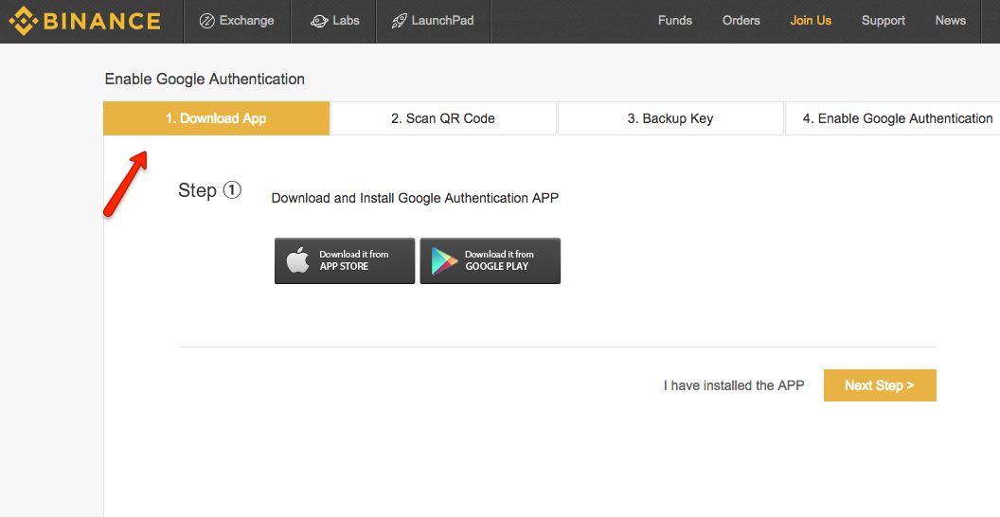 BINANCE Exchange Labs LaunchPad Funds Orders Join Us Support News
Enable Google Authentication
1. Download App 2. Scan QR Code 3. Backup Key 4. Enable Google Authentication
Step ① Download and Install Google Authentication APP
Download it from
APP STORE
Download it from
GOOGLE PLAY
I have installed the APP Next Step >